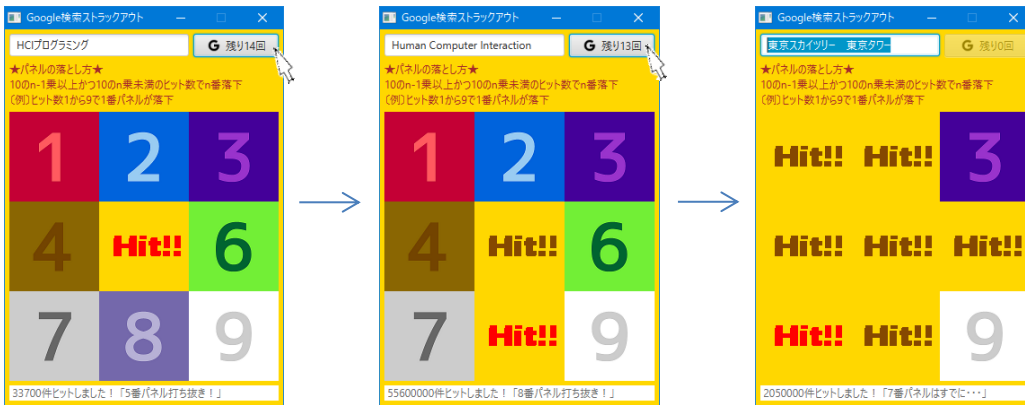 Google検索ストラックアウト
HCIプログラミング
G 残り14回
★パネルの落とし方★
10のn-1乗以上かつ10のn乗未満のヒット数でn番落下
(例)ヒット数1から9で1番パネルが落下
1 2 3
4 Hit!! 6
7 8 9
33700件ヒットしました!「5番パネル打ち抜き!」
Google検索ストラックアウト
Human Computer Interaction
G 残り13回
★パネルの落とし方★
10のn-1乗以上かつ10のn乗未満のヒット数でn番落下
(例)ヒット数1から9で1番パネルが落下
1 2 3
4 Hit!! 6
7 Hit!! 9
55600000件ヒットしました!「8番パネル打ち抜き!」
Google検索ストラックアウト
東京スカイツリー 東京タワー
G 残り0回
★パネルの落とし方★
10のn-1乗以上かつ10のn乗未満のヒット数でn番落下
(例)ヒット数1から9で1番パネルが落下
Hit!! Hit!! 3
Hit!! Hit!! Hit!!
Hit!! Hit!! 9
2050000件ヒットしました!「7番パネルはすでに・・・」